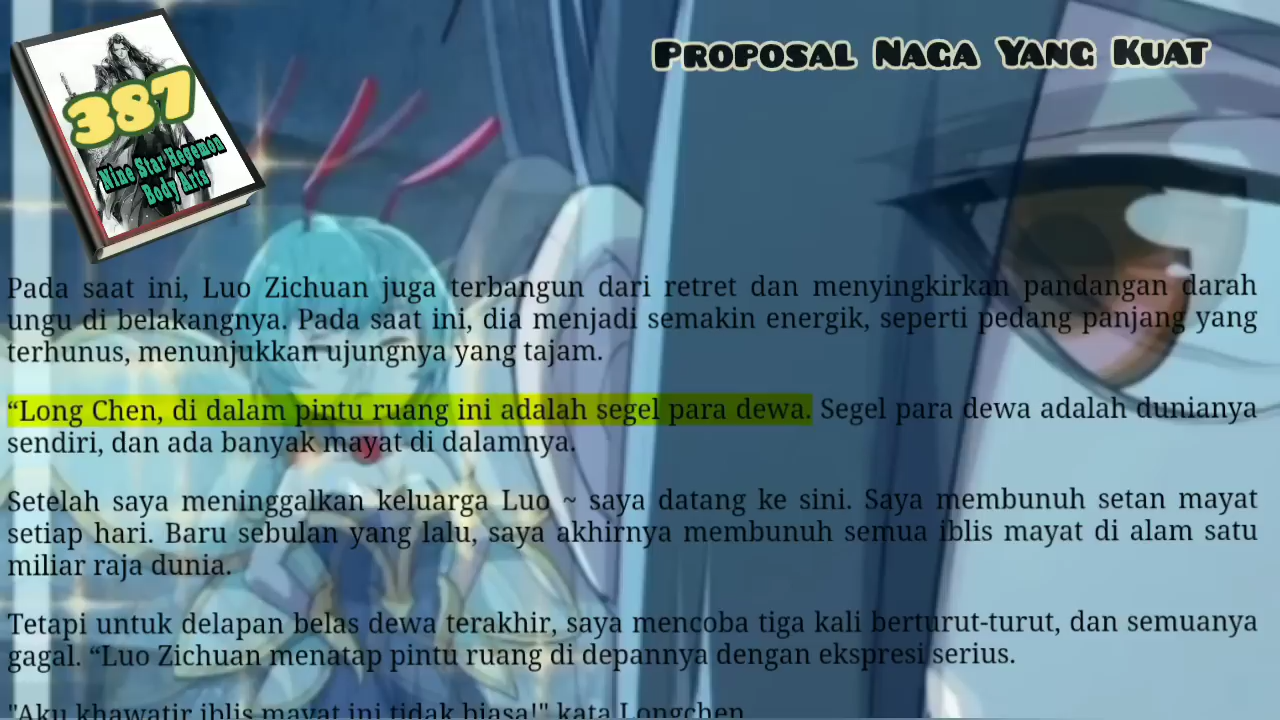 Proposal Naga Yang Kuat
387
Nine Star Hegemon
Body Arts
Pada saat ini, Luo Zichuan juga terbangun dari retret dan menyingkirkan pandangan darah
ungu di belakangnya. Pada saat ini, dia menjadi semakin energik, seperti pedang panjang yang
terhunus, menunjukkan ujungnya yang tajam.
“Long Chen, di dalam pintu ruang ini adalah segel para dewa. Segel para dewa adalah dunianya
sendiri, dan ada banyak mayat di dalamnya.
Setelah saya meninggalkan keluarga Luo ~ saya datang ke sini. Saya membunuh setan mayat
setiap hari. Baru sebulan yang lalu, saya akhirnya membunuh semua iblis mayat di alam satu
miliar raja dunia.
Tetapi untuk delapan belas dewa terakhir, saya mencoba tiga kali berturut-turut, dan semuanya
gagal. “Luo Zichuan menatap pintu ruang di depannya dengan ekspresi serius.
"Aku khawatir iblis mayat ini tidak biasa!" kata Longchen